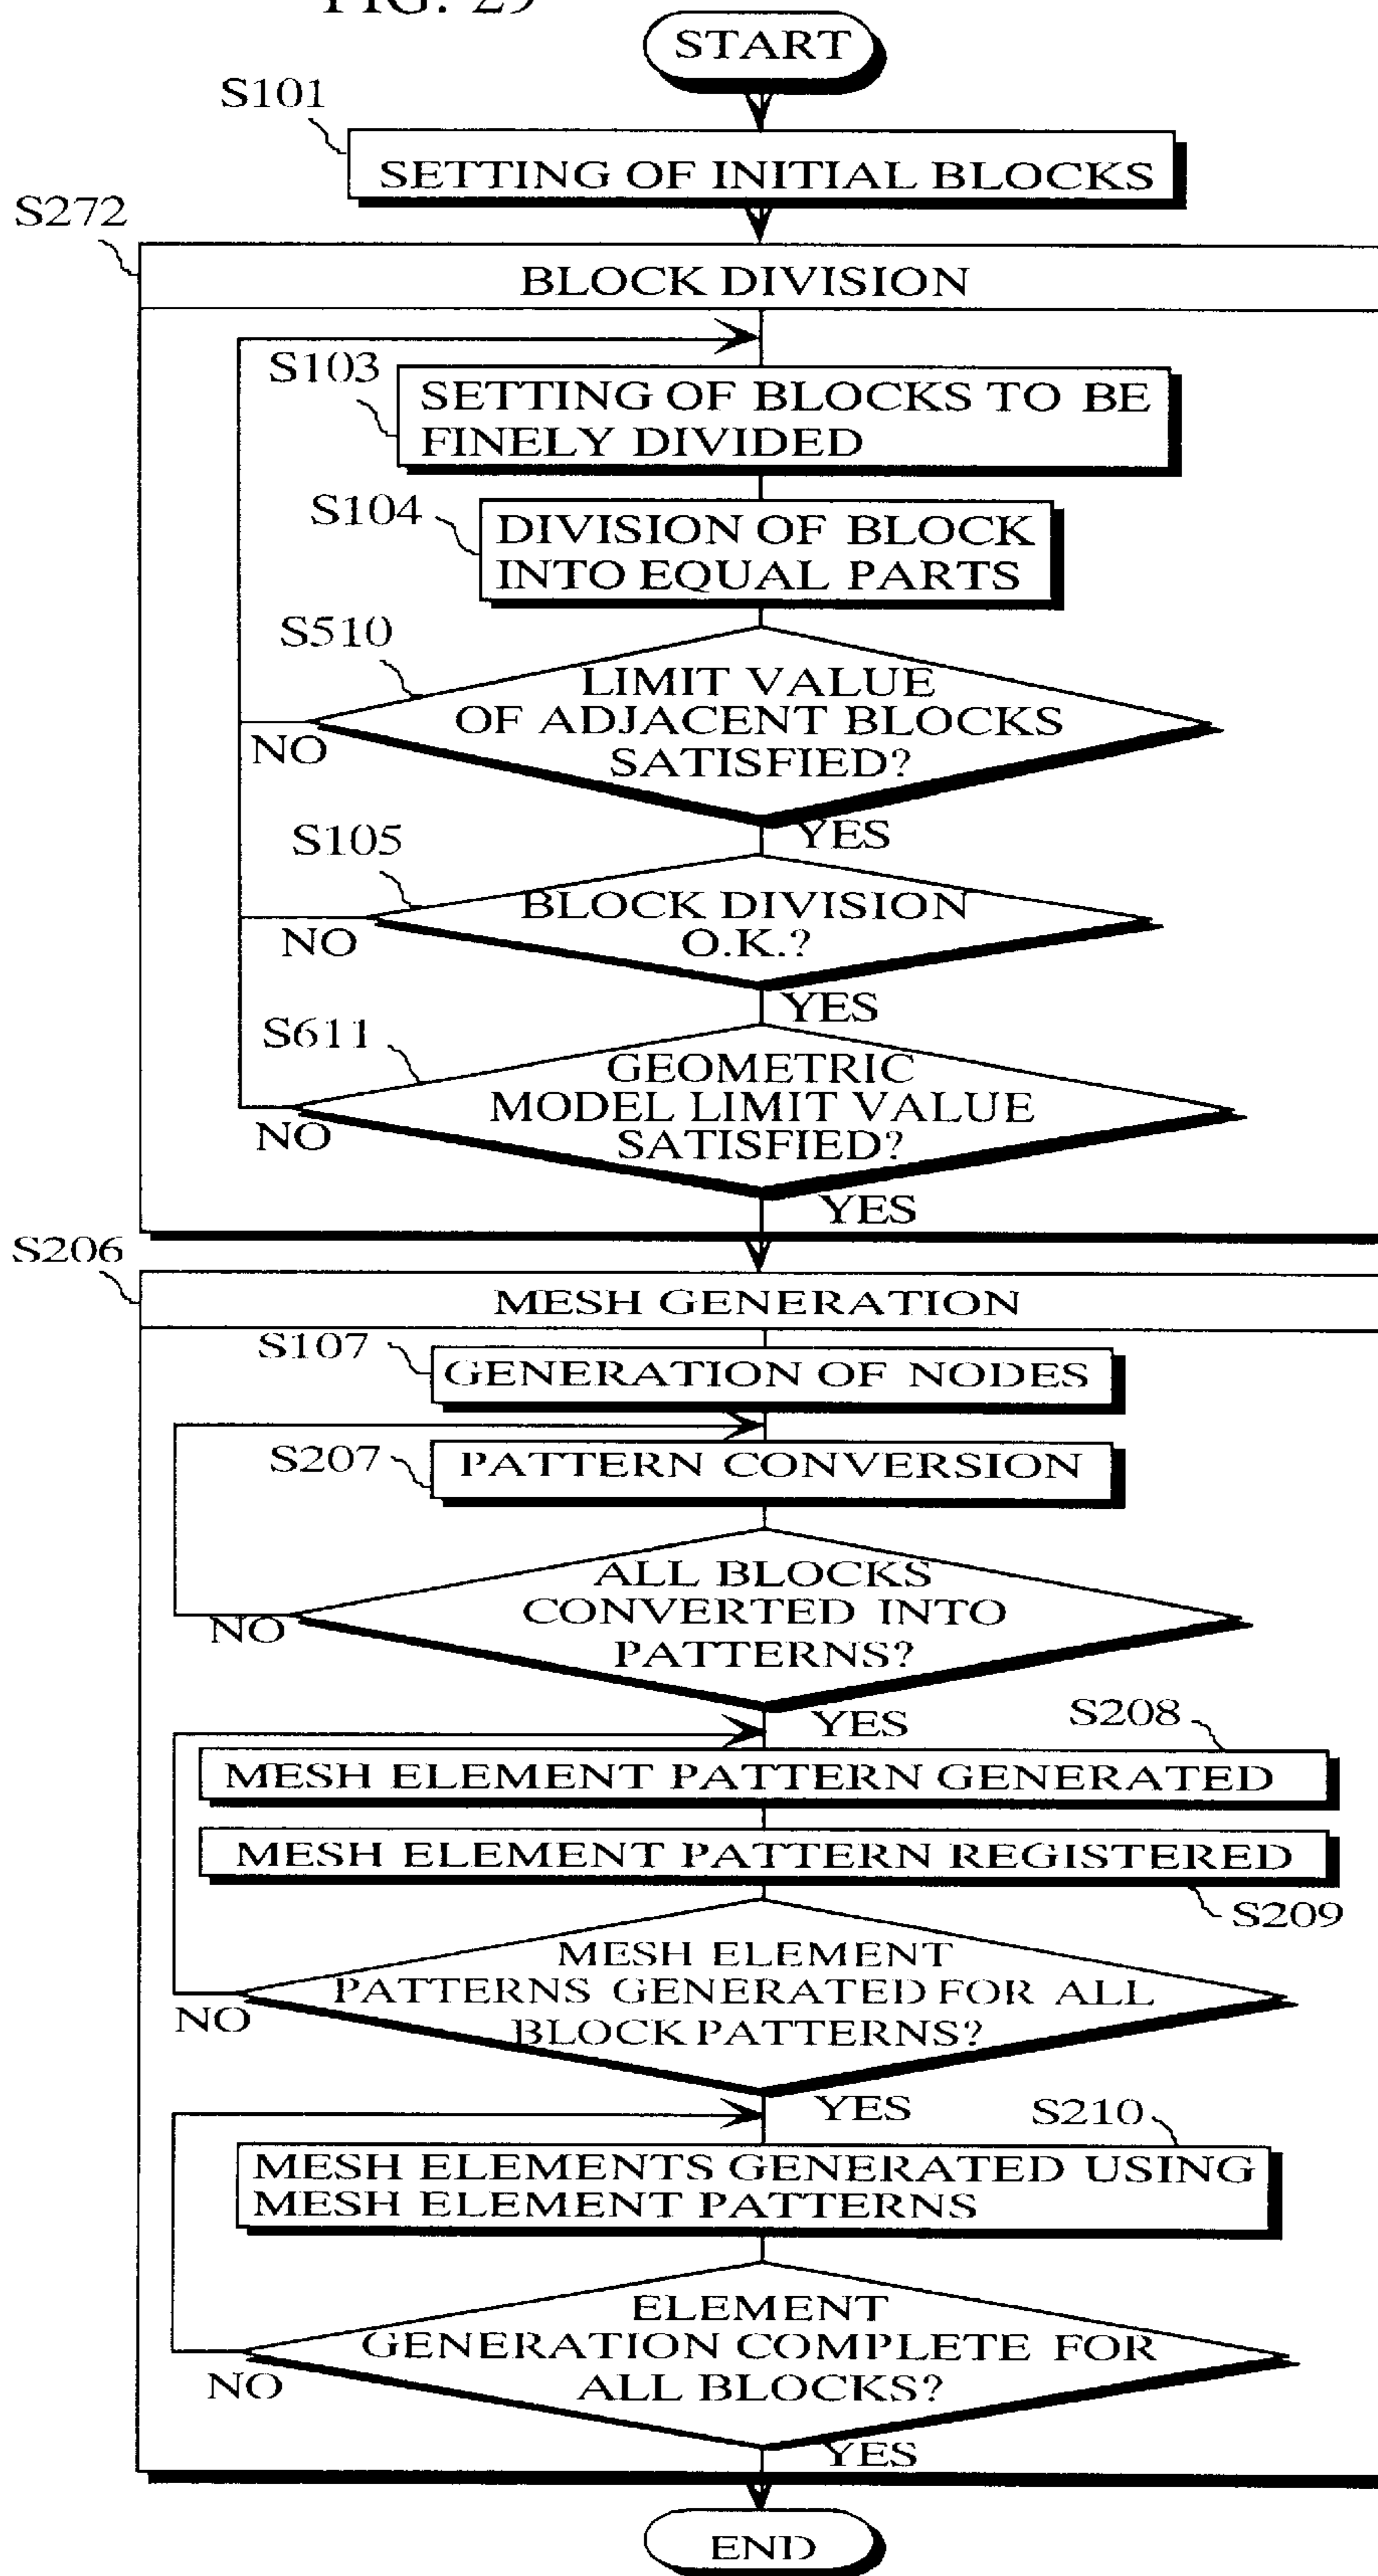 FIG. 29
START
S101
SETTING OF INITIAL BLOCKS
S272
BLOCK DIVISION
S103
SETTING OF BLOCKS TO BE
FINELY DIVIDED
S104
DIVISION OF BLOCK
INTO EQUAL PARTS
S510
LIMIT VALUE
OF ADJACENT BLOCKS
SATISFIED?
NO
YES
S105
BLOCK DIVISION
O.K.?
NO
YES
S611
GEOMETRIC
MODEL LIMIT VALUE
SATISFIED?
NO
YES
S206
MESH GENERATION
S107
GENERATION OF NODES
S207
PATTERN CONVERSION
ALL BLOCKS
CONVERTED INTO
PATTERNS?
NO
YES
S208
MESH ELEMENT PATTERN GENERATED
MESH ELEMENT PATTERN REGISTERED
S209
MESH ELEMENT
PATTERNS GENERATED FOR ALL
BLOCK PATTERNS?
NO
YES
S210
MESH ELEMENTS GENERATED USING
MESH ELEMENT PATTERNS
ELEMENT
GENERATION COMPLETE FOR
ALL BLOCKS?
NO
YES
END